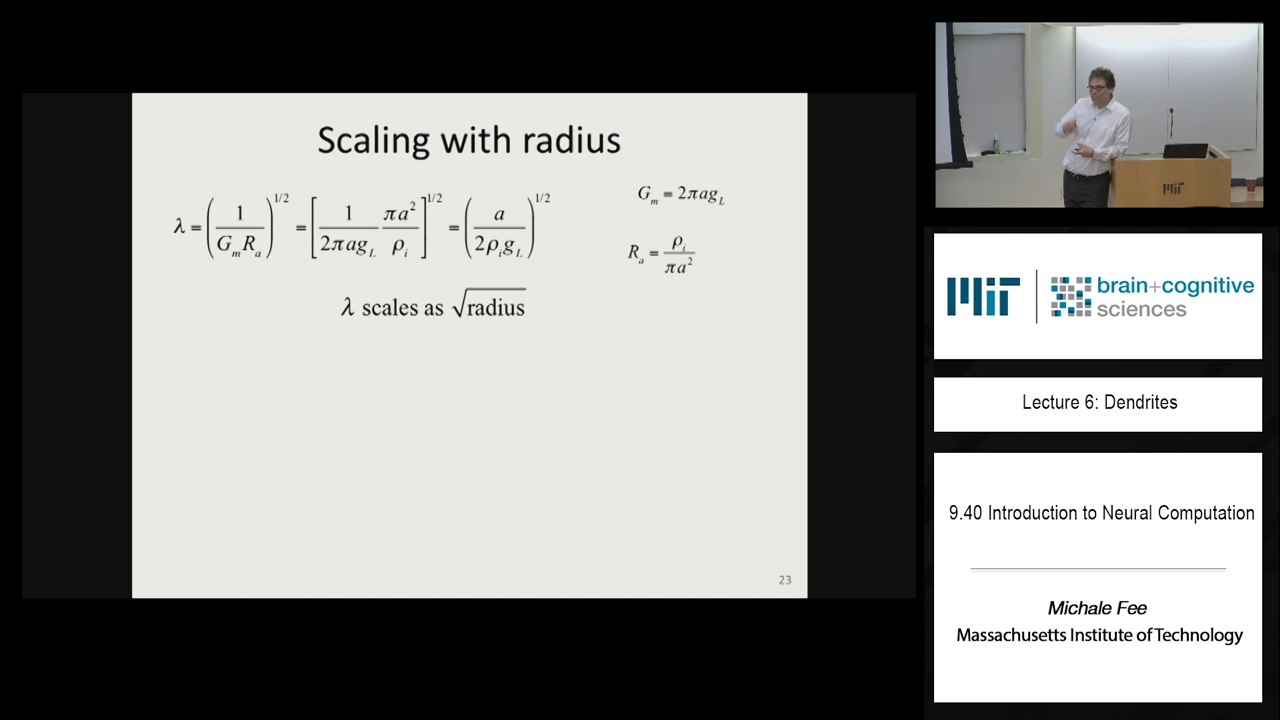 Scaling with radius
λ = (1 / G_m R_a)^{1/2} = [1 / 2πag_L πa² / ρ_i]^{1/2} = (a / 2ρ_i g_L)^{1/2}
G_m = 2πag_L
R_a = ρ_i / πa²
λ scales as √radius
23
MIT
MIT
brain+cognitive
sciences
Lecture 6: Dendrites
9.40 Introduction to Neural Computation
Michale Fee
Massachusetts Institute of Technology